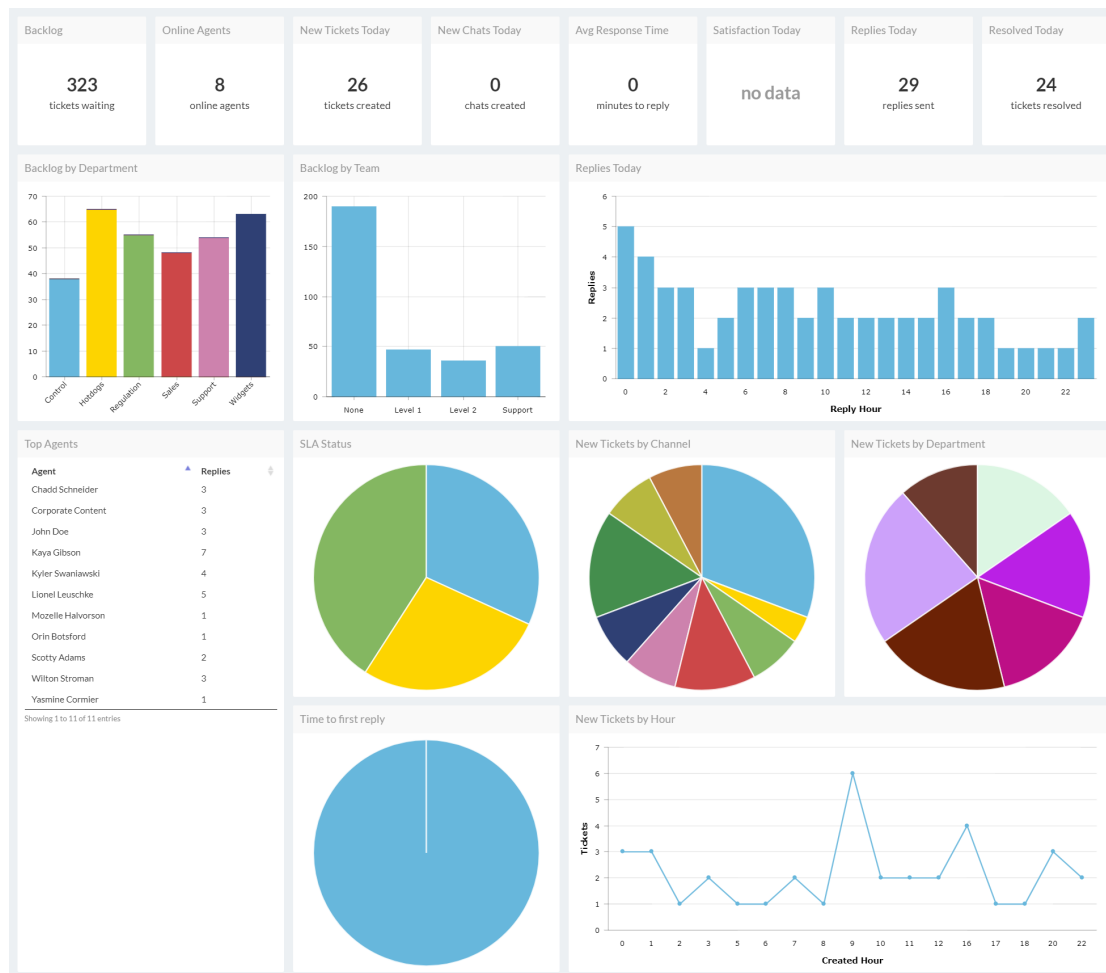 Backlog
323
tickets waiting
Online Agents
8
online agents
New Tickets Today
26
tickets created
New Chats Today
0
chats created
Avg Response Time
0
minutes to reply
Satisfaction Today
no data
Replies Today
29
replies sent
Resolved Today
24
tickets resolved
Backlog by Department
70
60
50
40
30
20
10
0
Control
Hotdogs
Regulation
Sales
Support
Widgets
Backlog by Team
200
150
100
50
0
None Level 1 Level 2 Support
Replies Today
Replies
6
5
4
3
2
1
0
0 2 4 6 8 10 12 14 16 18 20 22
Reply Hour
Top Agents
Agent Replies
Chadd Schneider 3
Corporate Content 3
John Doe 3
Kaya Gibson 7
Kyler Swaniawski 4
Lionel Leuschke 5
Mozelle Halvorson 1
Orin Botsford 1
Scotty Adams 2
Wilton Stroman 3
Yasmine Cormier 1
Showing 1 to 11 of 11 entries
SLA Status
New Tickets by Channel
New Tickets by Department
Time to first reply
New Tickets by Hour
Tickets
7
6
5
4
3
2
1
0
0 1 2 3 5 6 7 8 9 10 11 12 16 17 18 20 22
Created Hour